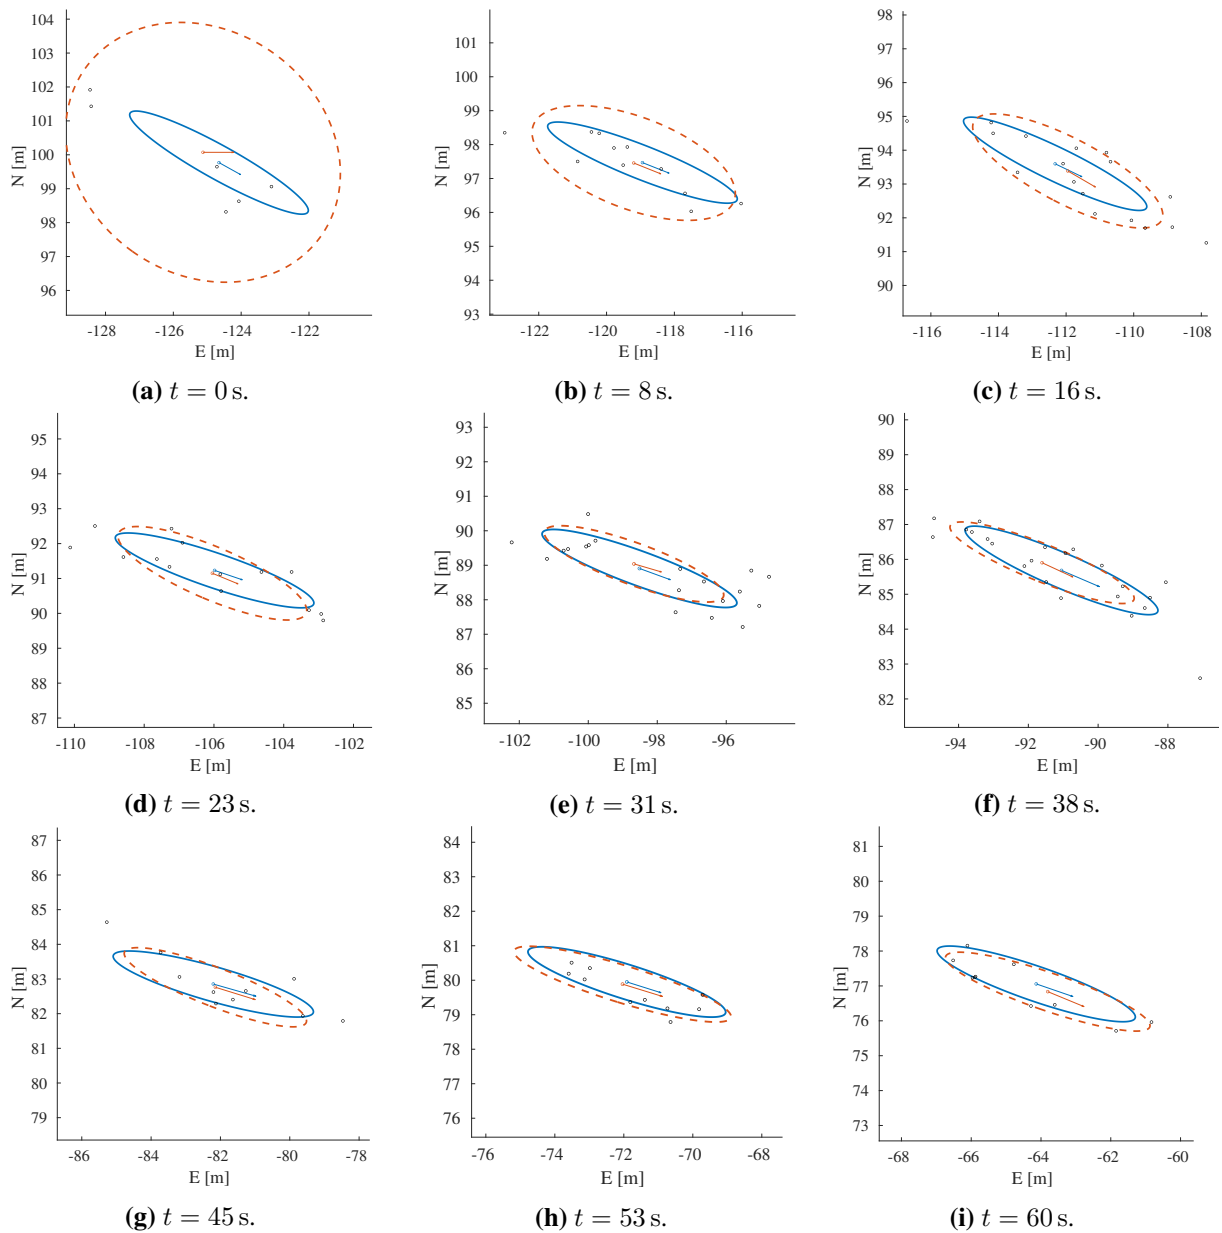 104
103
102
101
100
99
98
97
96
N [m]
-128 -126 -124 -122
E [m]
(a) t = 0 s.
101
100
99
98
97
96
95
94
93
N [m]
-122 -120 -118 -116
E [m]
(b) t = 8 s.
98
97
96
95
94
93
92
91
90
N [m]
-116 -114 -112 -110 -108
E [m]
(c) t = 16 s.
95
94
93
92
91
90
89
88
87
N [m]
-110 -108 -106 -104 -102
E [m]
(d) t = 23 s.
93
92
91
90
89
88
87
86
85
N [m]
-102 -100 -98 -96
E [m]
(e) t = 31 s.
90
89
88
87
86
85
84
83
82
N [m]
-94 -92 -90 -88
E [m]
(f) t = 38 s.
87
86
85
84
83
82
81
80
79
N [m]
-86 -84 -82 -80 -78
E [m]
(g) t = 45 s.
84
83
82
81
80
79
78
77
76
N [m]
-76 -74 -72 -70 -68
E [m]
(h) t = 53 s.
81
80
79
78
77
76
75
74
73
N [m]
-68 -66 -64 -62 -60
E [m]
(i) t = 60 s.